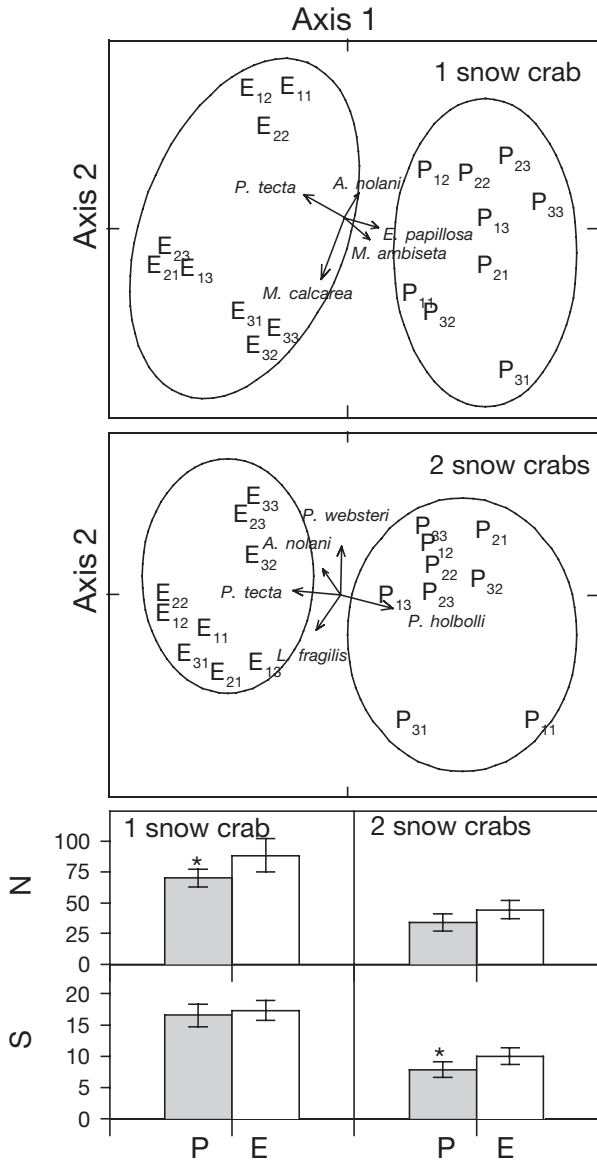 Axis 1
1 snow crab
E12 E11
E22
P. tecta
A. nolani
P12 P22 P23
P33
P13
E. papillosa
M. ambiseta
Axis 2
E23
E21 E13
P21
M. calcarea
P11
P32
E31 E33
E32
P31
2 snow crabs
E33
E23
P. websteri
A. nolani
E32
P33
P12
P21
P22
P32
Axis 2
P. tecta
E22
E12
E11
P13
P23
P. holbolli
L. fragilis
E31
E21
E13
P31
P11
1 snow crab
2 snow crabs
N
100
75
50
25
0
*
S
20
15
10
5
0
*
P E P E